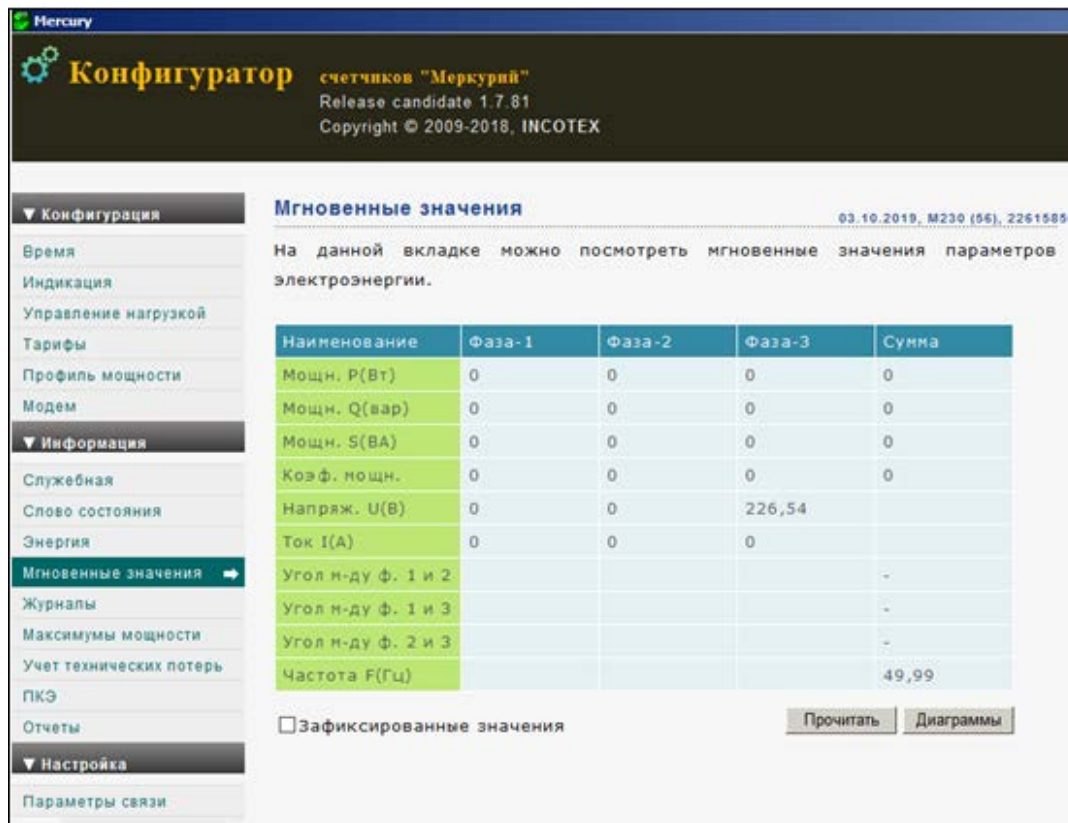 Mercury
Конфигуратор счетчиков "Меркурий"
Release candidate 1.7.81
Copyright © 2009-2018, INCOTEX
▼ Конфигурация
Время
Индикация
Управление нагрузкой
Тарифы
Профиль мощности
Модем
▼ Информация
Служебная
Слово состояния
Энергия
Мгновенные значения
Журналы
Максимумы мощности
Учет технических потерь
ПКЭ
Отчеты
▼ Настройка
Параметры связи
Мгновенные значения
03.10.2019, M230 (56), 2261585
На данной вкладке можно посмотреть мгновенные значения параметров
электроэнергии.
Наименование Фаза-1 Фаза-2 Фаза-3 Сумма
Мощн. P(Вт) 0 0 0 0
Мощн. Q(вар) 0 0 0 0
Мощн. S(ВА) 0 0 0 0
Коэф. мощн. 0 0 0 0
Напряж. U(В) 0 0 226,54
Ток I(А) 0 0 0
Угол м-ду ф. 1 и 2 -
Угол м-ду ф. 1 и 3 -
Угол м-ду ф. 2 и 3 -
Частота F(Гц) 49,99
Зафиксированные значения
Прочитать Диаграммы